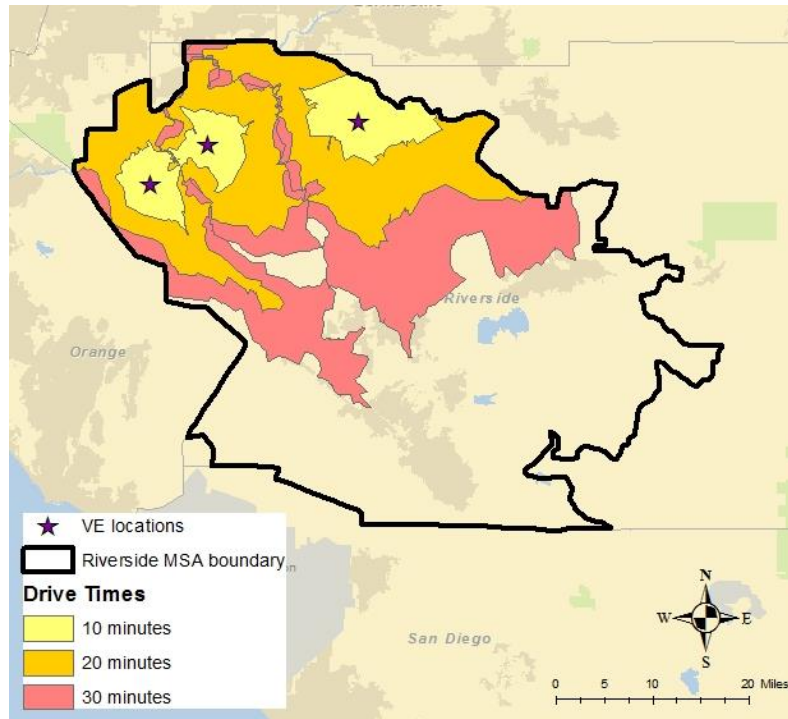 Riverside
Orange
VE locations
Riverside MSA boundary
Drive Times
10 minutes
20 minutes
30 minutes
San Diego
N
W E
S
0 5 10 20 Miles